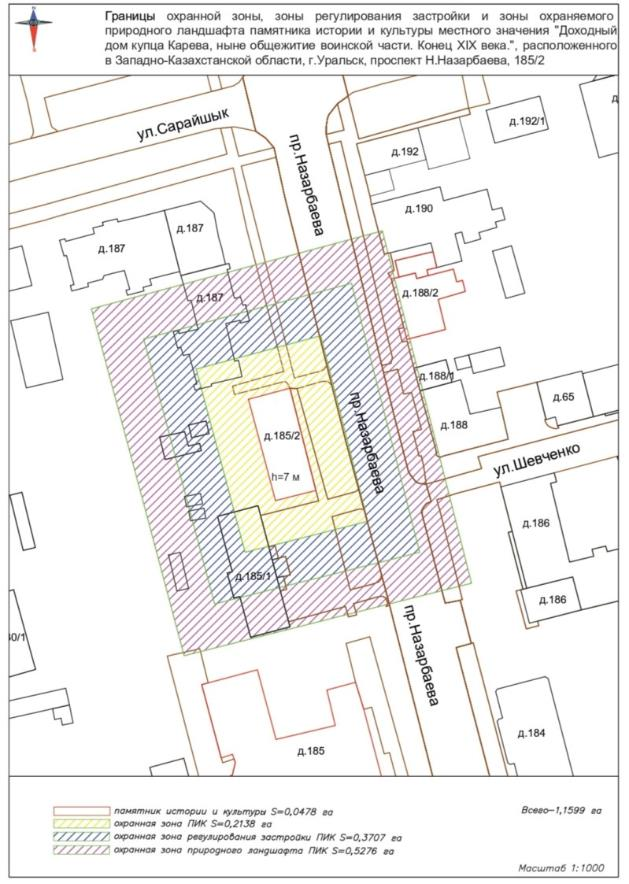 Границы охранной зоны, зоны регулирования застройки и зоны охраняемого
природного ландшафта памятника истории и культуры местного значения "Доходный
дом купца Карева, ныне общежитие воинской части. Конец XIX века.", расположенного
в Западно-Казахстанской области, г.Уральск, проспект Н.Назарбаева, 185/2
ул.Сарайшык
пр.Назарбаева
д.192/1
д.192
д.190
д.187
д.187
д.187
д.188/2
д.188/1
д.65
д.188
пр.Назарбаева
д.185/2
h=7 м
ул.Шевченко
д.186
д.185/1
д.186
пр.Назарбаева
д.184
д.185
памятник истории и культуры S=0,0478 га
охранная зона ПИК S=0,2138 га
охранная зона регулирования застройки ПИК S=0,3707 га
охранная зона природного ландшафта ПИК S=0,5276 га
Всего-1,1599 га
Масштаб 1:1000